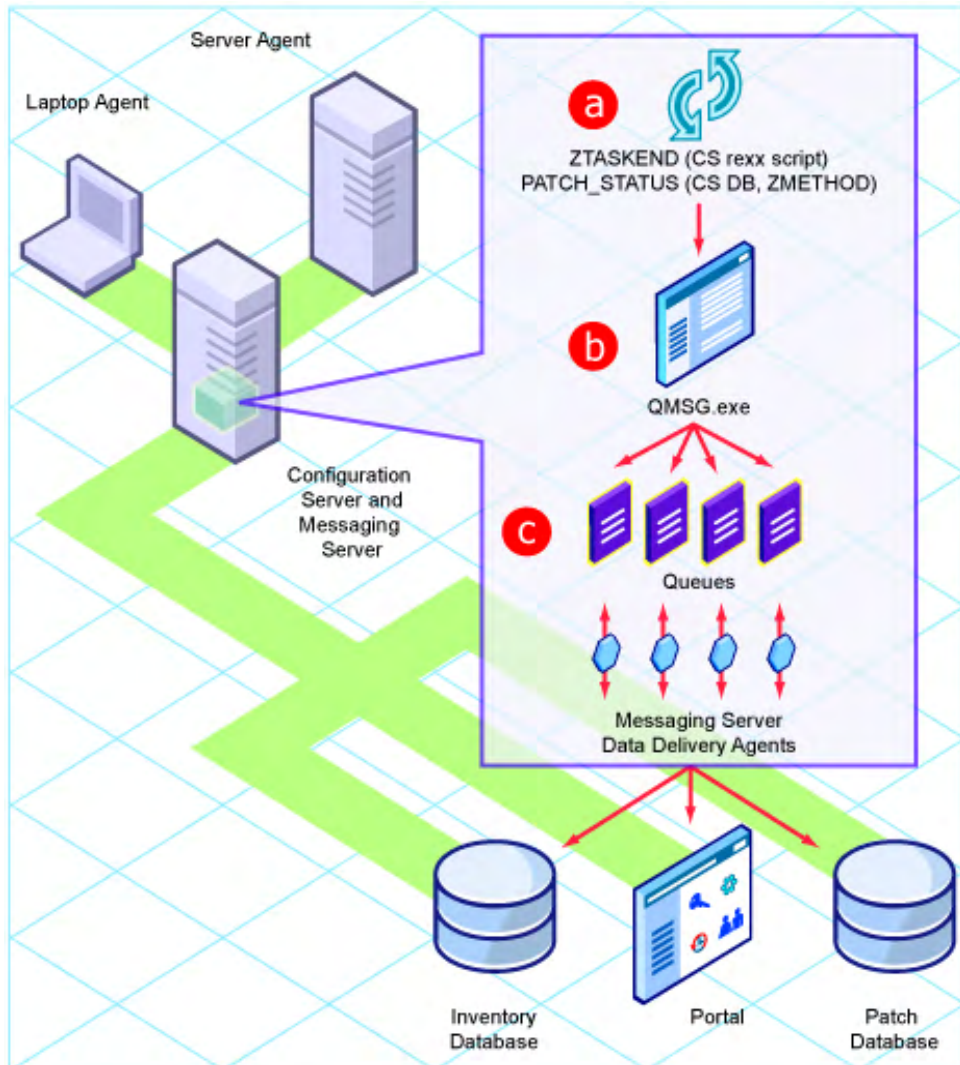 Server Agent
Laptop Agent
a
ZTASKEND (CS rexx script)
PATCH_STATUS (CS DB, ZMETHOD)
b
QMSG.exe
Configuration
Server and
Messaging
Server
c
Queues
Messaging Server
Data Delivery Agents
Inventory
Database
Portal
Patch
Database